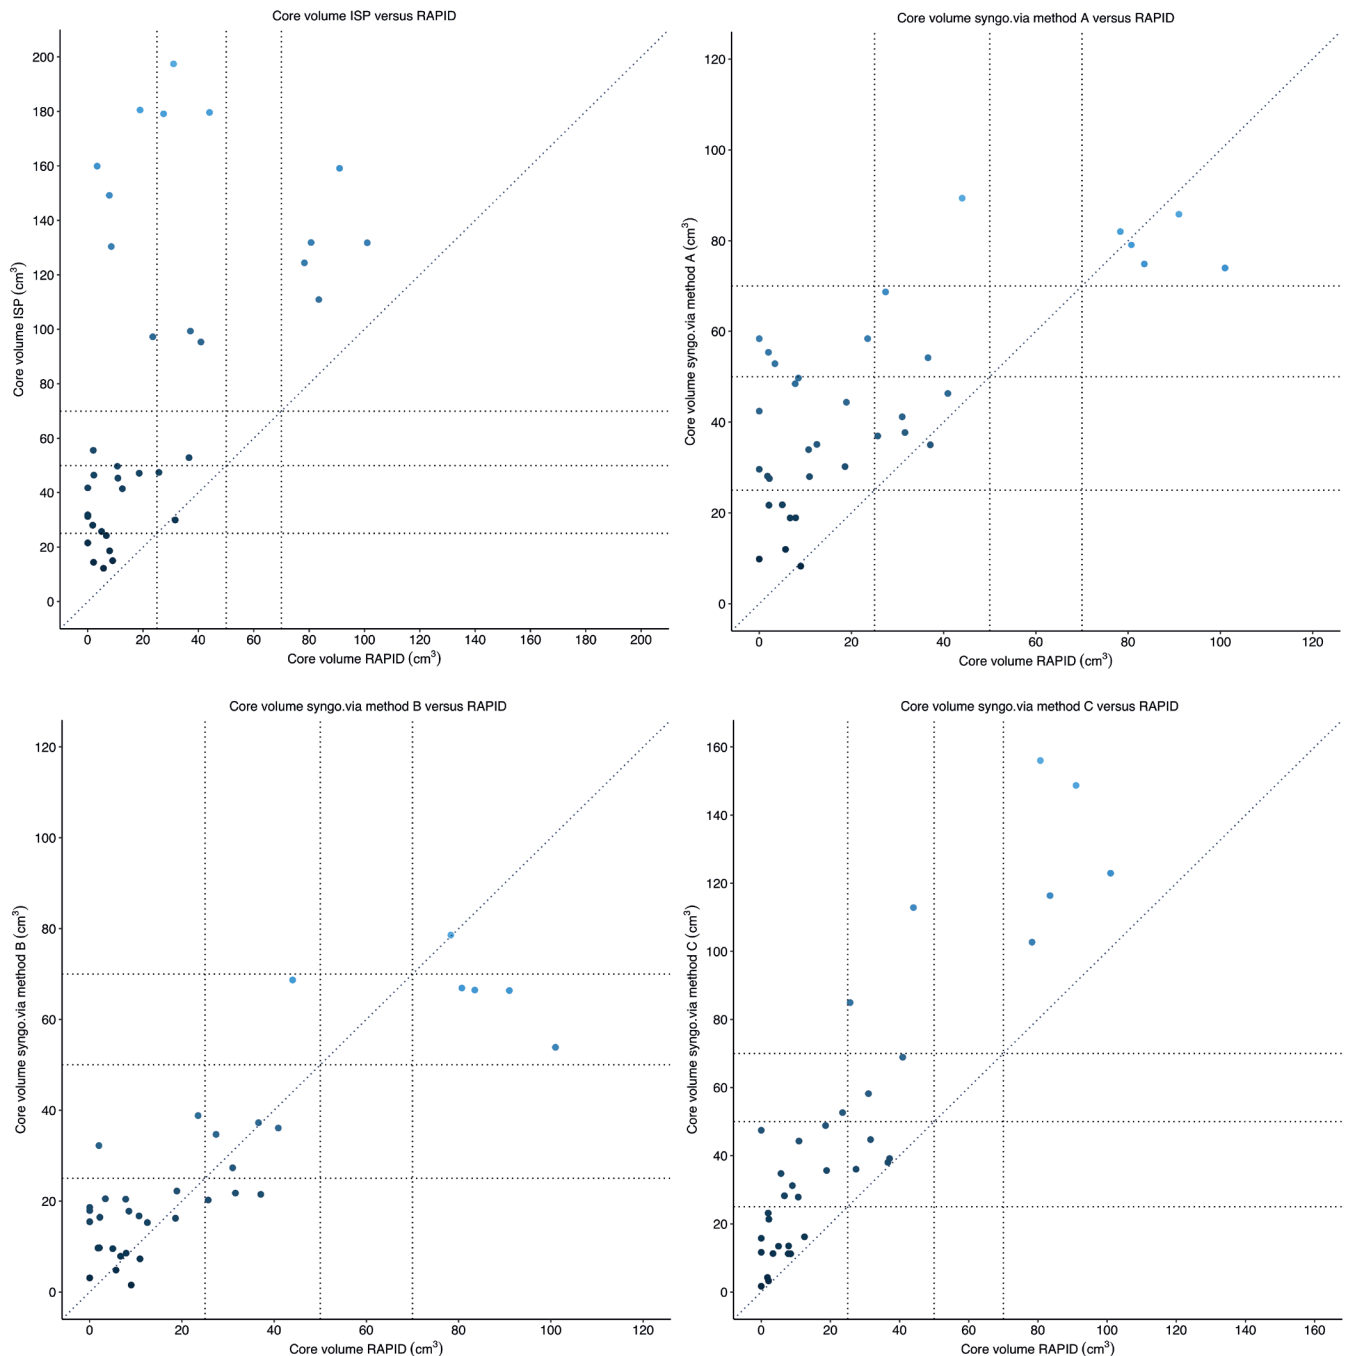 Core volume ISP versus RAPID
Core volume ISP (cm³)
200
180
160
140
120
100
80
60
40
20
0
0 20 40 60 80 100 120 140 160 180 200
Core volume RAPID (cm³)
Core volume syngo.via method A versus RAPID
Core volume syngo.via method A (cm³)
120
100
80
60
40
20
0
0 20 40 60 80 100 120
Core volume RAPID (cm³)
Core volume syngo.via method B versus RAPID
Core volume syngo.via method B (cm³)
120
100
80
60
40
20
0
0 20 40 60 80 100 120
Core volume RAPID (cm³)
Core volume syngo.via method C versus RAPID
Core volume syngo.via method C (cm³)
160
140
120
100
80
60
40
20
0
0 20 40 60 80 100 120 140 160
Core volume RAPID (cm³)